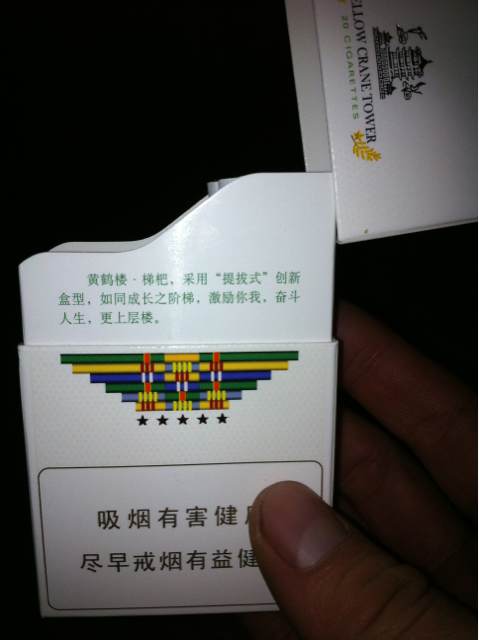 YELLOW CRANE TOWER
20 CIGARETTES
黄鹤楼·梯杷，采用“提拔式”创新
盒型，如同成长之阶梯，激励你我，奋斗
人生，更上层楼。
吸烟有害健
尽早戒烟有益健